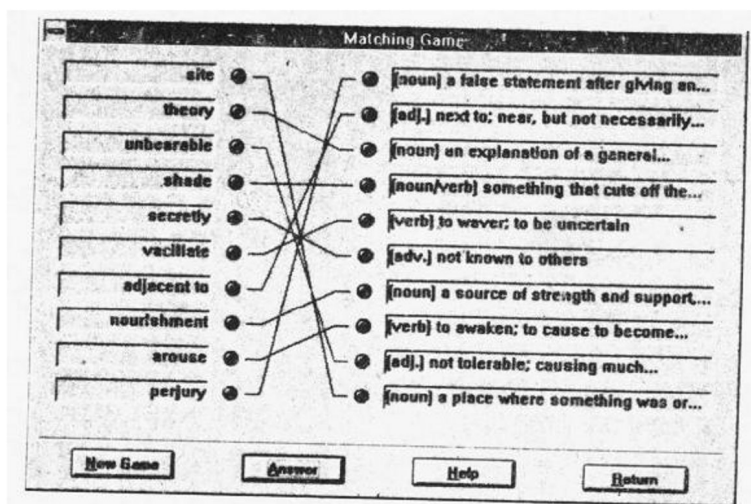 Matching Game
site
theory
unbearable
shade
secretly
vacillate
adjacent to
nourishment
arouse
perjury
(noun) a false statement after giving an...
(adj.) next to; near, but not necessarily...
(noun) an explanation of a general...
(noun/verb) something that cuts off the...
(verb) to waver; to be uncertain
(adv.) not known to others
(noun) a source of strength and support,...
(verb) to awaken; to cause to become...
(adj.) not tolerable; causing much...
(noun) a place where something was or...
New Game
Answer
Help
Return